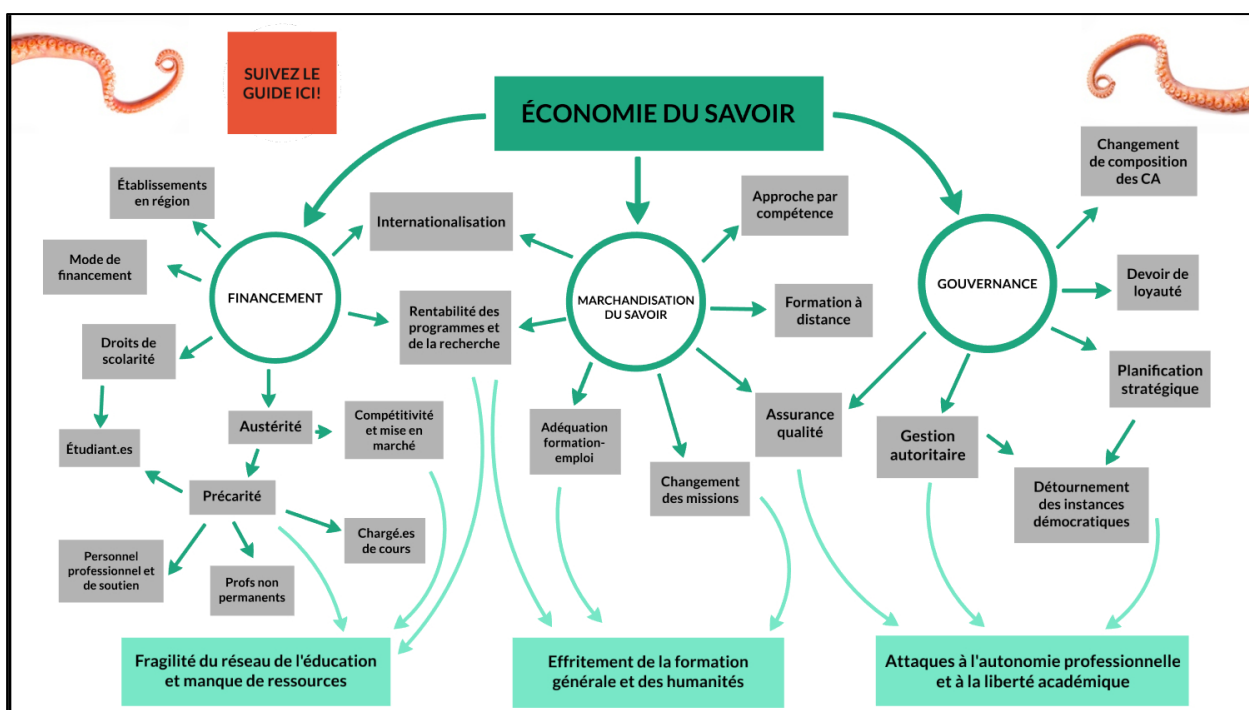 SUIVEZ LE
GUIDE ICI!
ÉCONOMIE DU SAVOIR
Établissements
en région
Mode de
financement
Droits de
scolarité
Étudiant.es
FINANCEMENT
Internationalisation
Rentabilité des
programmes et
de la recherche
Austérité
Compétitivité
et mise en
marché
Précarité
Chargé.es
de cours
Personnel
professionnel et
de soutien
Profs non
permanents
MARCHANDISATION
DU SAVOIR
Approche par
compétence
Formation à
distance
Adéquation
formation-
emploi
Changement
des missions
Assurance
qualité
GOUVERNANCE
Changement
de composition
des CA
Devoir de
loyauté
Planification
stratégique
Gestion
autoritaire
Détournement
des instances
démocratiques
Fragilité du réseau de l'éducation
et manque de ressources
Effritement de la formation
générale et des humanités
Attaques à l'autonomie professionnelle
et à la liberté académique